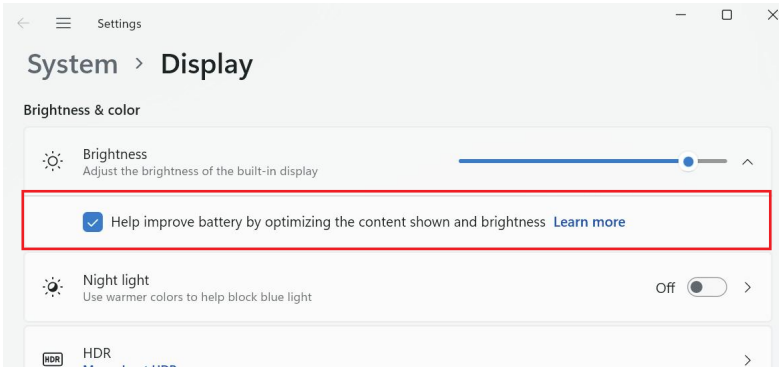 Settings
System > Display
Brightness & color
Brightness
Adjust the brightness of the built-in display
Help improve battery by optimizing the content shown and brightness Learn more
Night light
Use warmer colors to help block blue light
Off
HDR
HDR